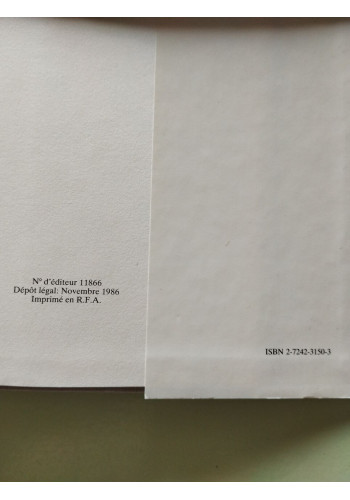 N° d'éditeur 11866
Dépôt légal: Novembre 1986
Imprimé en R.F.A.
ISBN 2-7242-3150-3